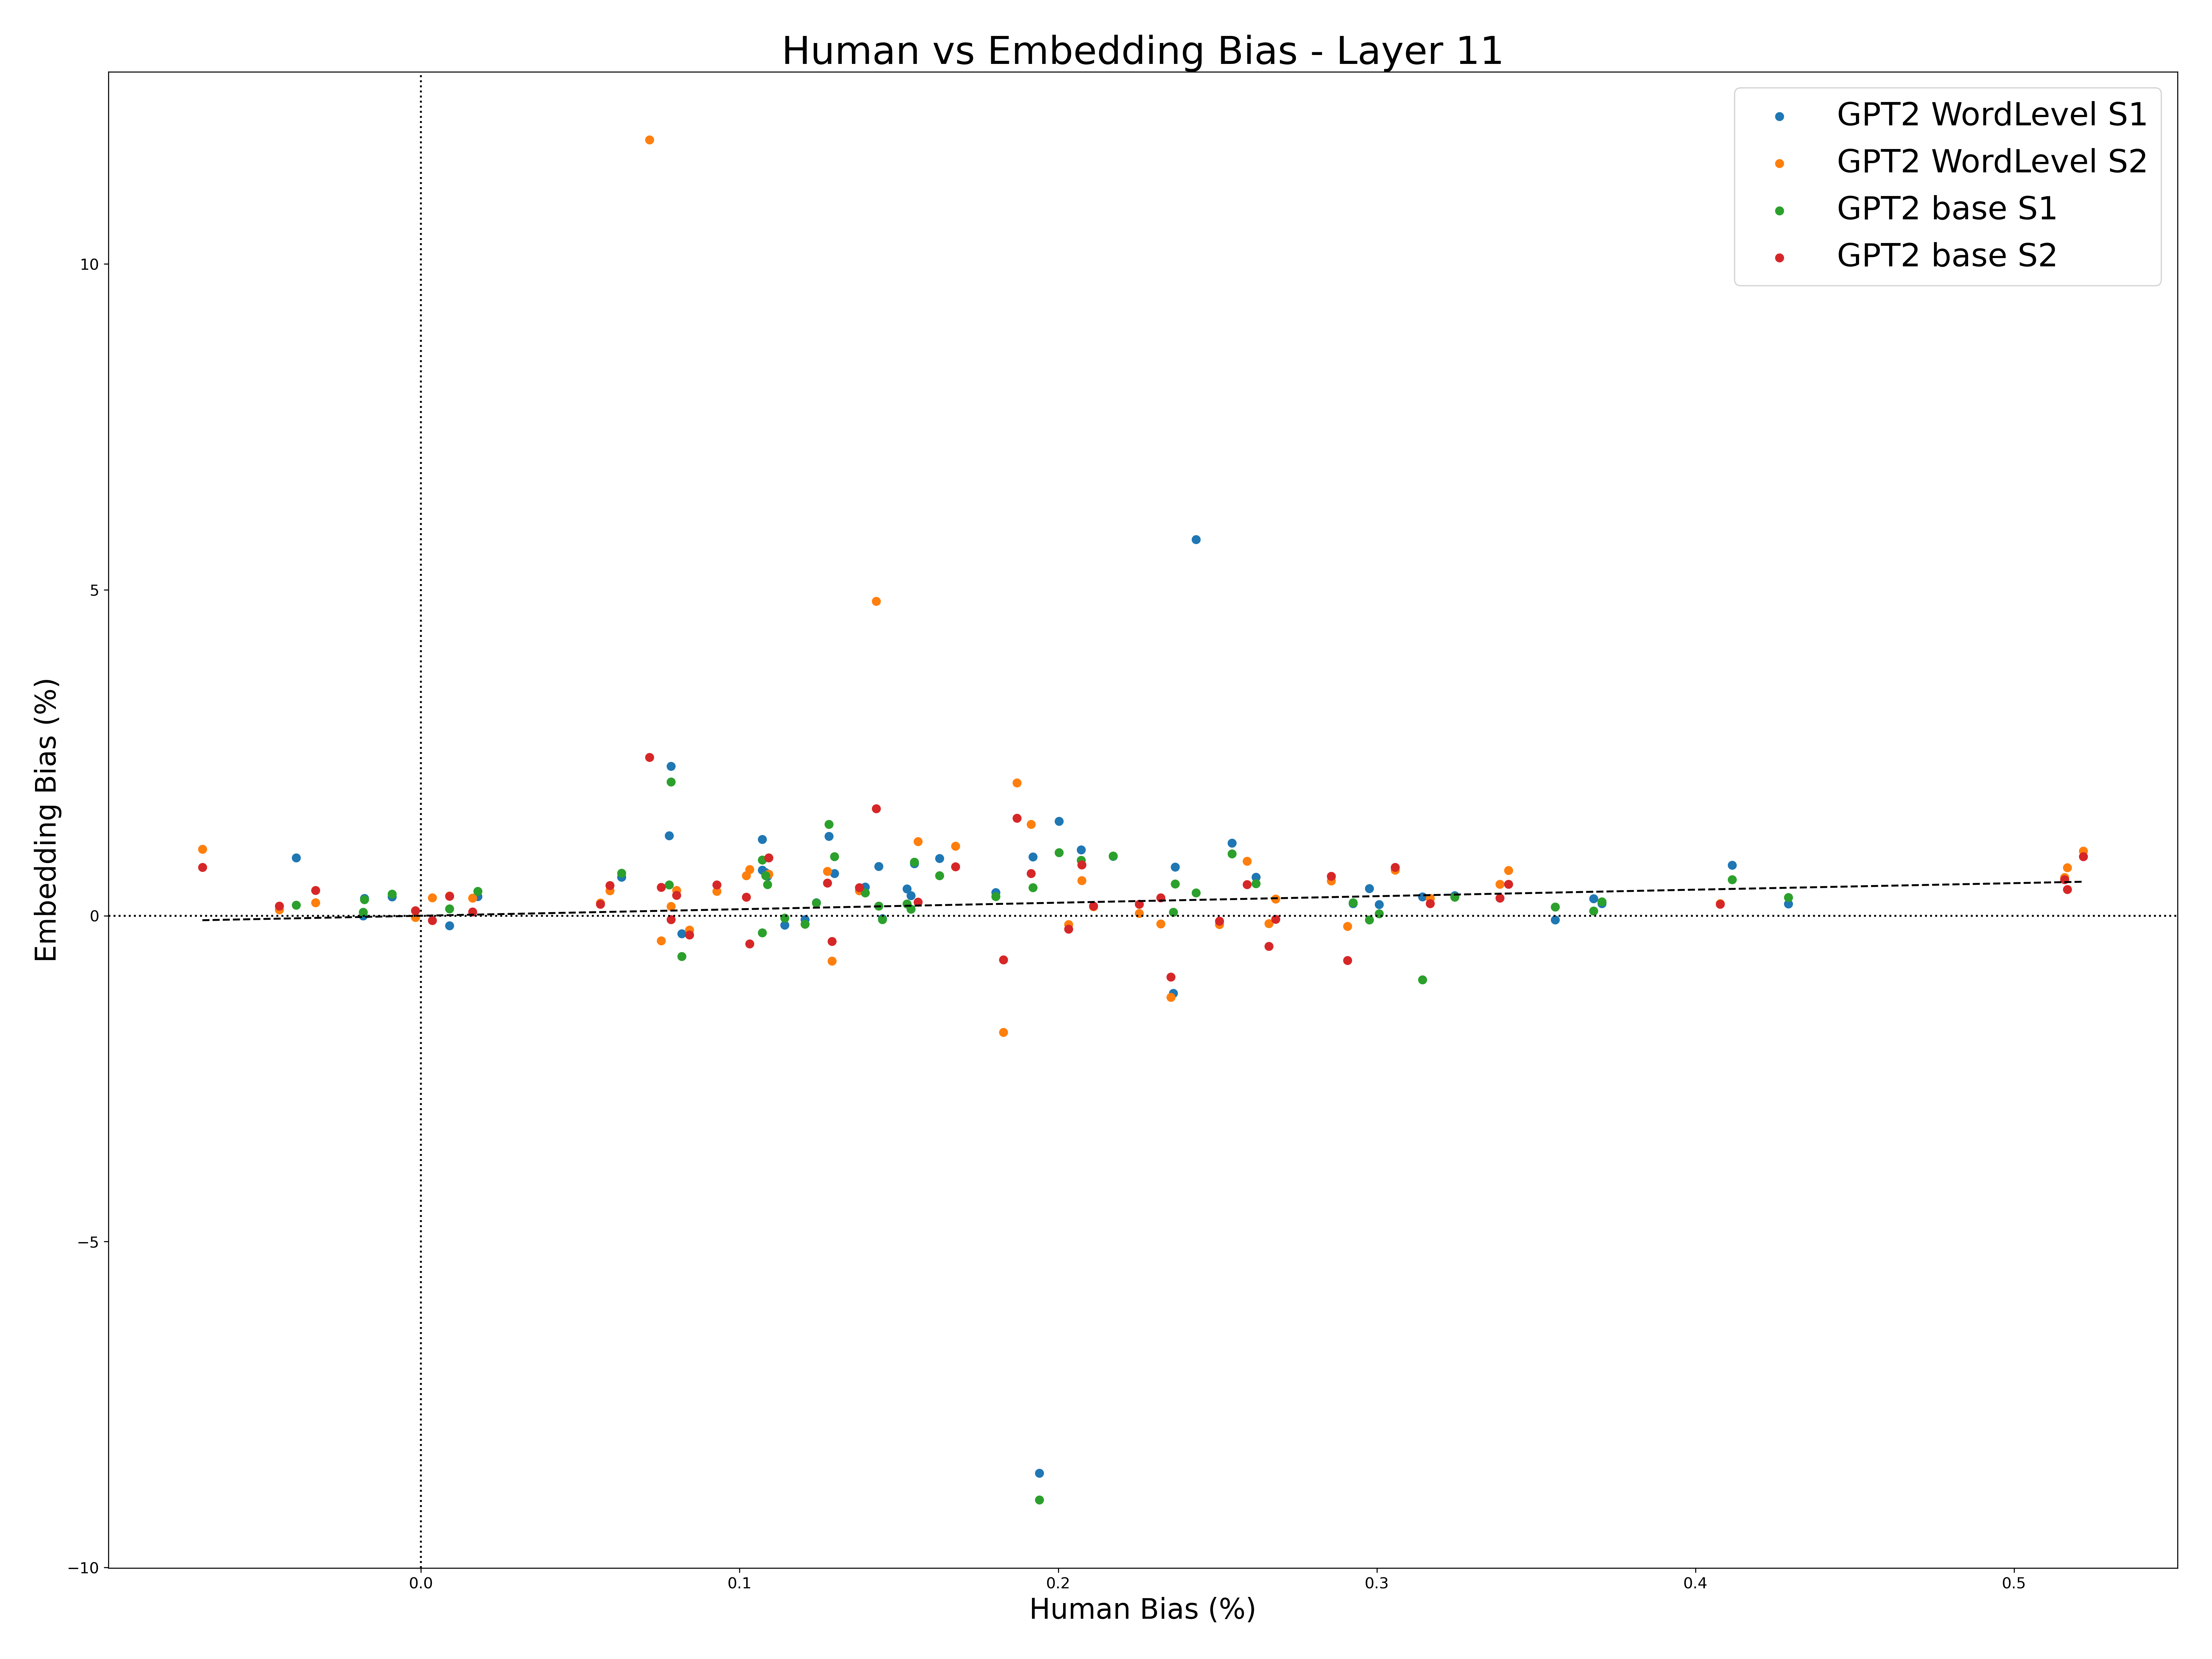 Human vs Embedding Bias - Layer 11
GPT2 WordLevel S1
GPT2 WordLevel S2
GPT2 base S1
GPT2 base S2
10
5
0
−5
−10
Embedding Bias (%)
0.0 0.1 0.2 0.3 0.4 0.5
Human Bias (%)